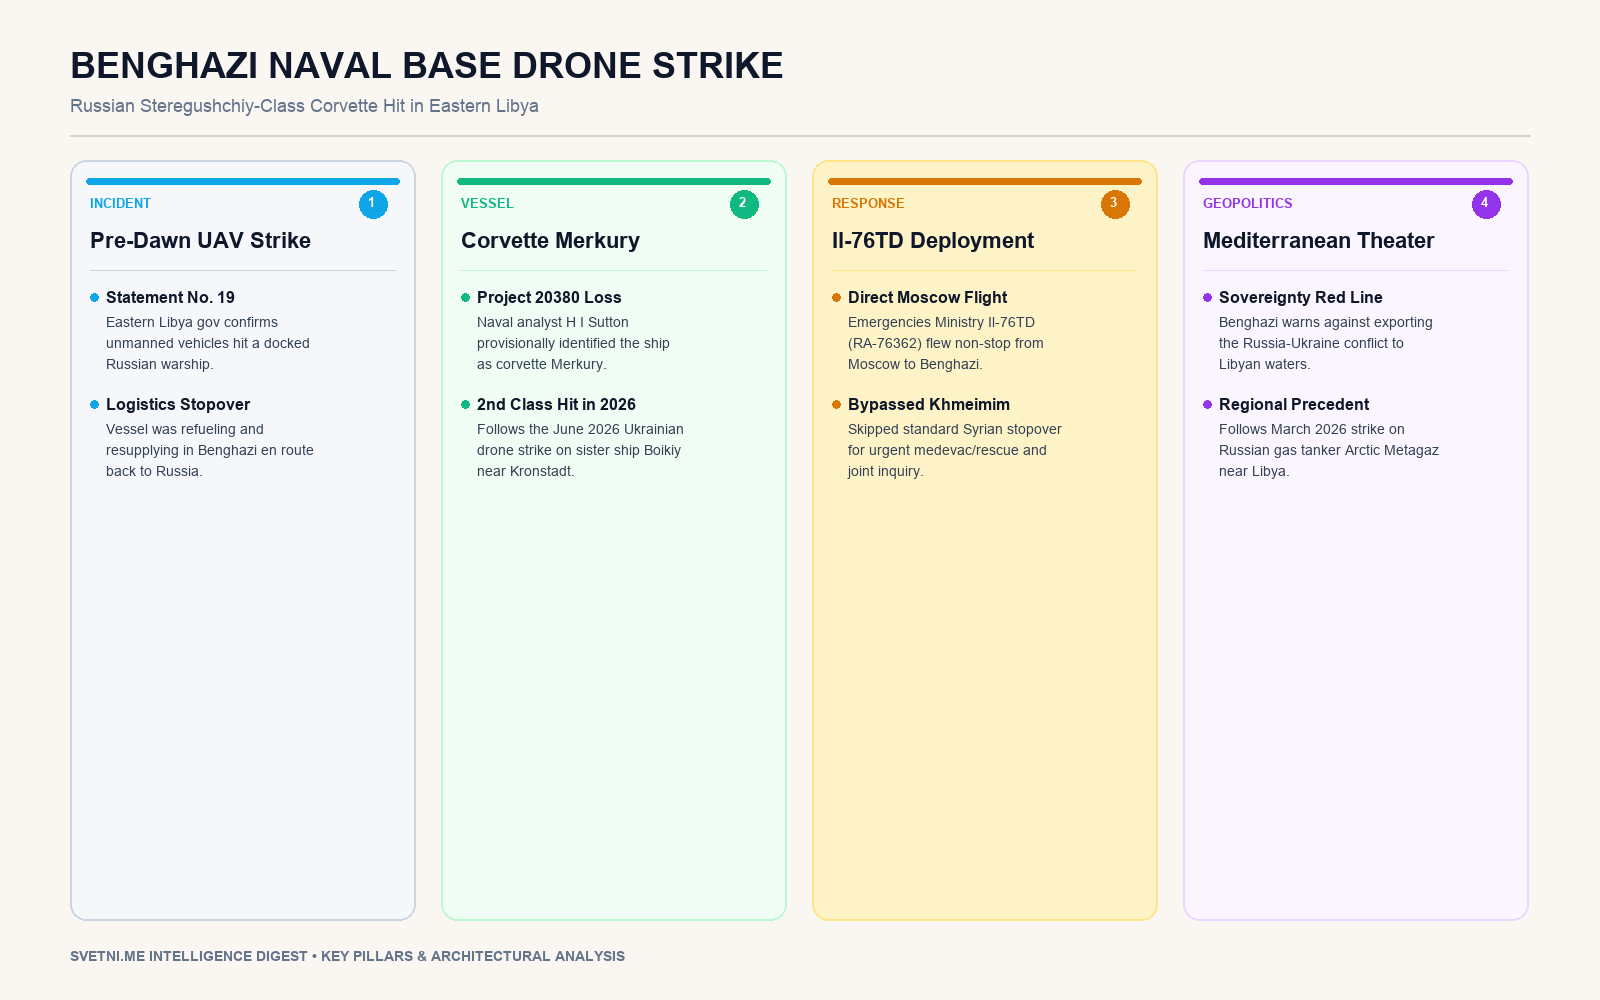 BENGHAZI NAVAL BASE DRONE STRIKE
Russian Steregushchiy-Class Corvette Hit in Eastern Libya
INCIDENT
1
Pre-Dawn UAV Strike
Statement No. 19
Eastern Libya gov confirms
unmanned vehicles hit a docked
Russian warship.
Logistics Stopover
Vessel was refueling and
resupplying in Benghazi en route
back to Russia.
VESSEL
2
Corvette Merkury
Project 20380 Loss
Naval analyst H I Sutton
provisionally identified the ship
as corvette Merkury.
2nd Class Hit in 2026
Follows the June 2026 Ukrainian
drone strike on sister ship Boikiy
near Kronstadt.
RESPONSE
3
Il-76TD Deployment
Direct Moscow Flight
Emergencies Ministry Il-76TD
(RA-76362) flew non-stop from
Moscow to Benghazi.
Bypassed Khmeimim
Skipped standard Syrian stopover
for urgent medevac/rescue and
joint inquiry.
GEOPOLITICS
4
Mediterranean Theater
Sovereignty Red Line
Benghazi warns against exporting
the Russia-Ukraine conflict to
Libyan waters.
Regional Precedent
Follows March 2026 strike on
Russian gas tanker Arctic Metagaz
near Libya.
SVETNI.ME INTELLIGENCE DIGEST • KEY PILLARS & ARCHITECTURAL ANALYSIS